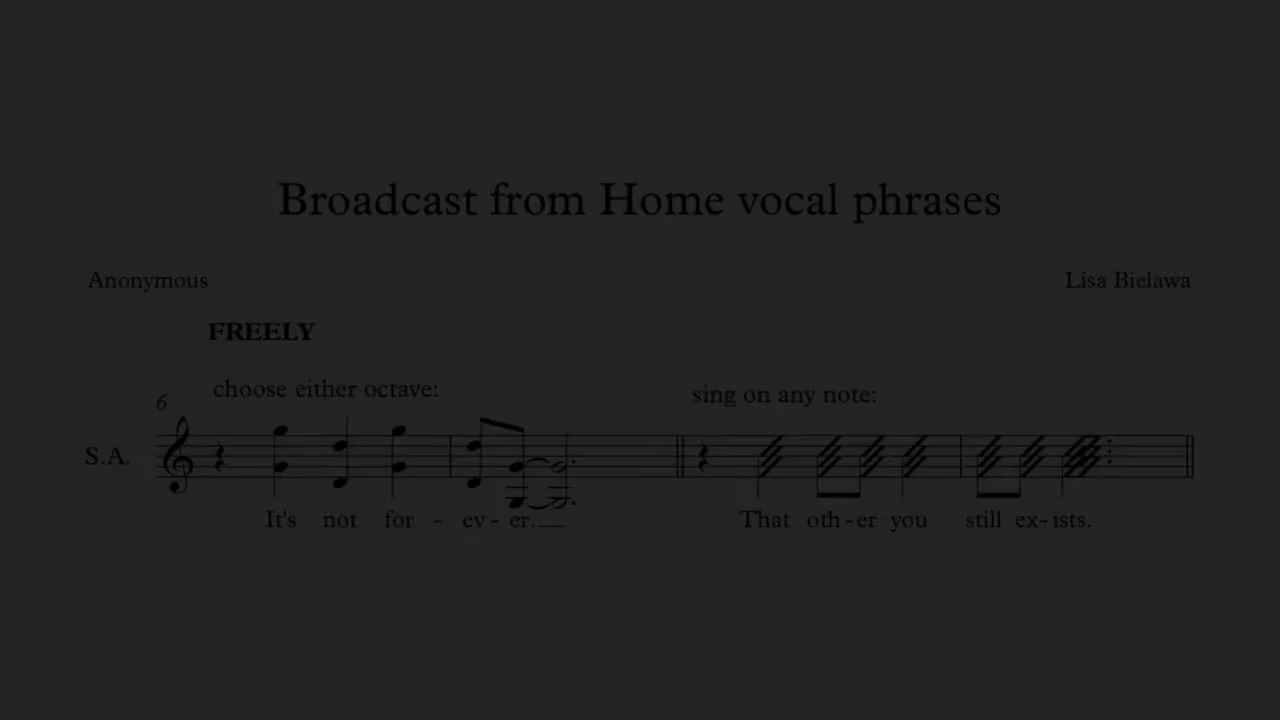 Broadcast from Home vocal phrases
Anonymous
Lisa Bielawa
FREELY
choose either octave:
sing on any note:
6
S.A.
It's not for - ev - er.
That oth - er you still ex - ists.